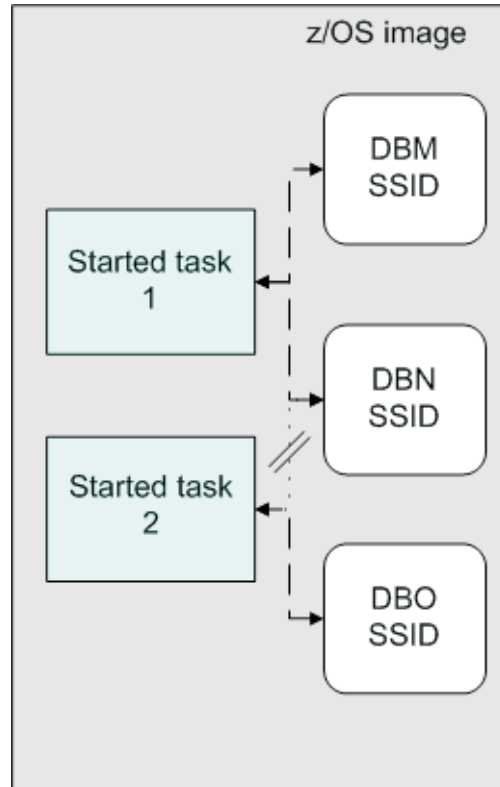 z/OS image
DBM
SSID
Started task
1
DBN
SSID
Started task
2
DBO
SSID